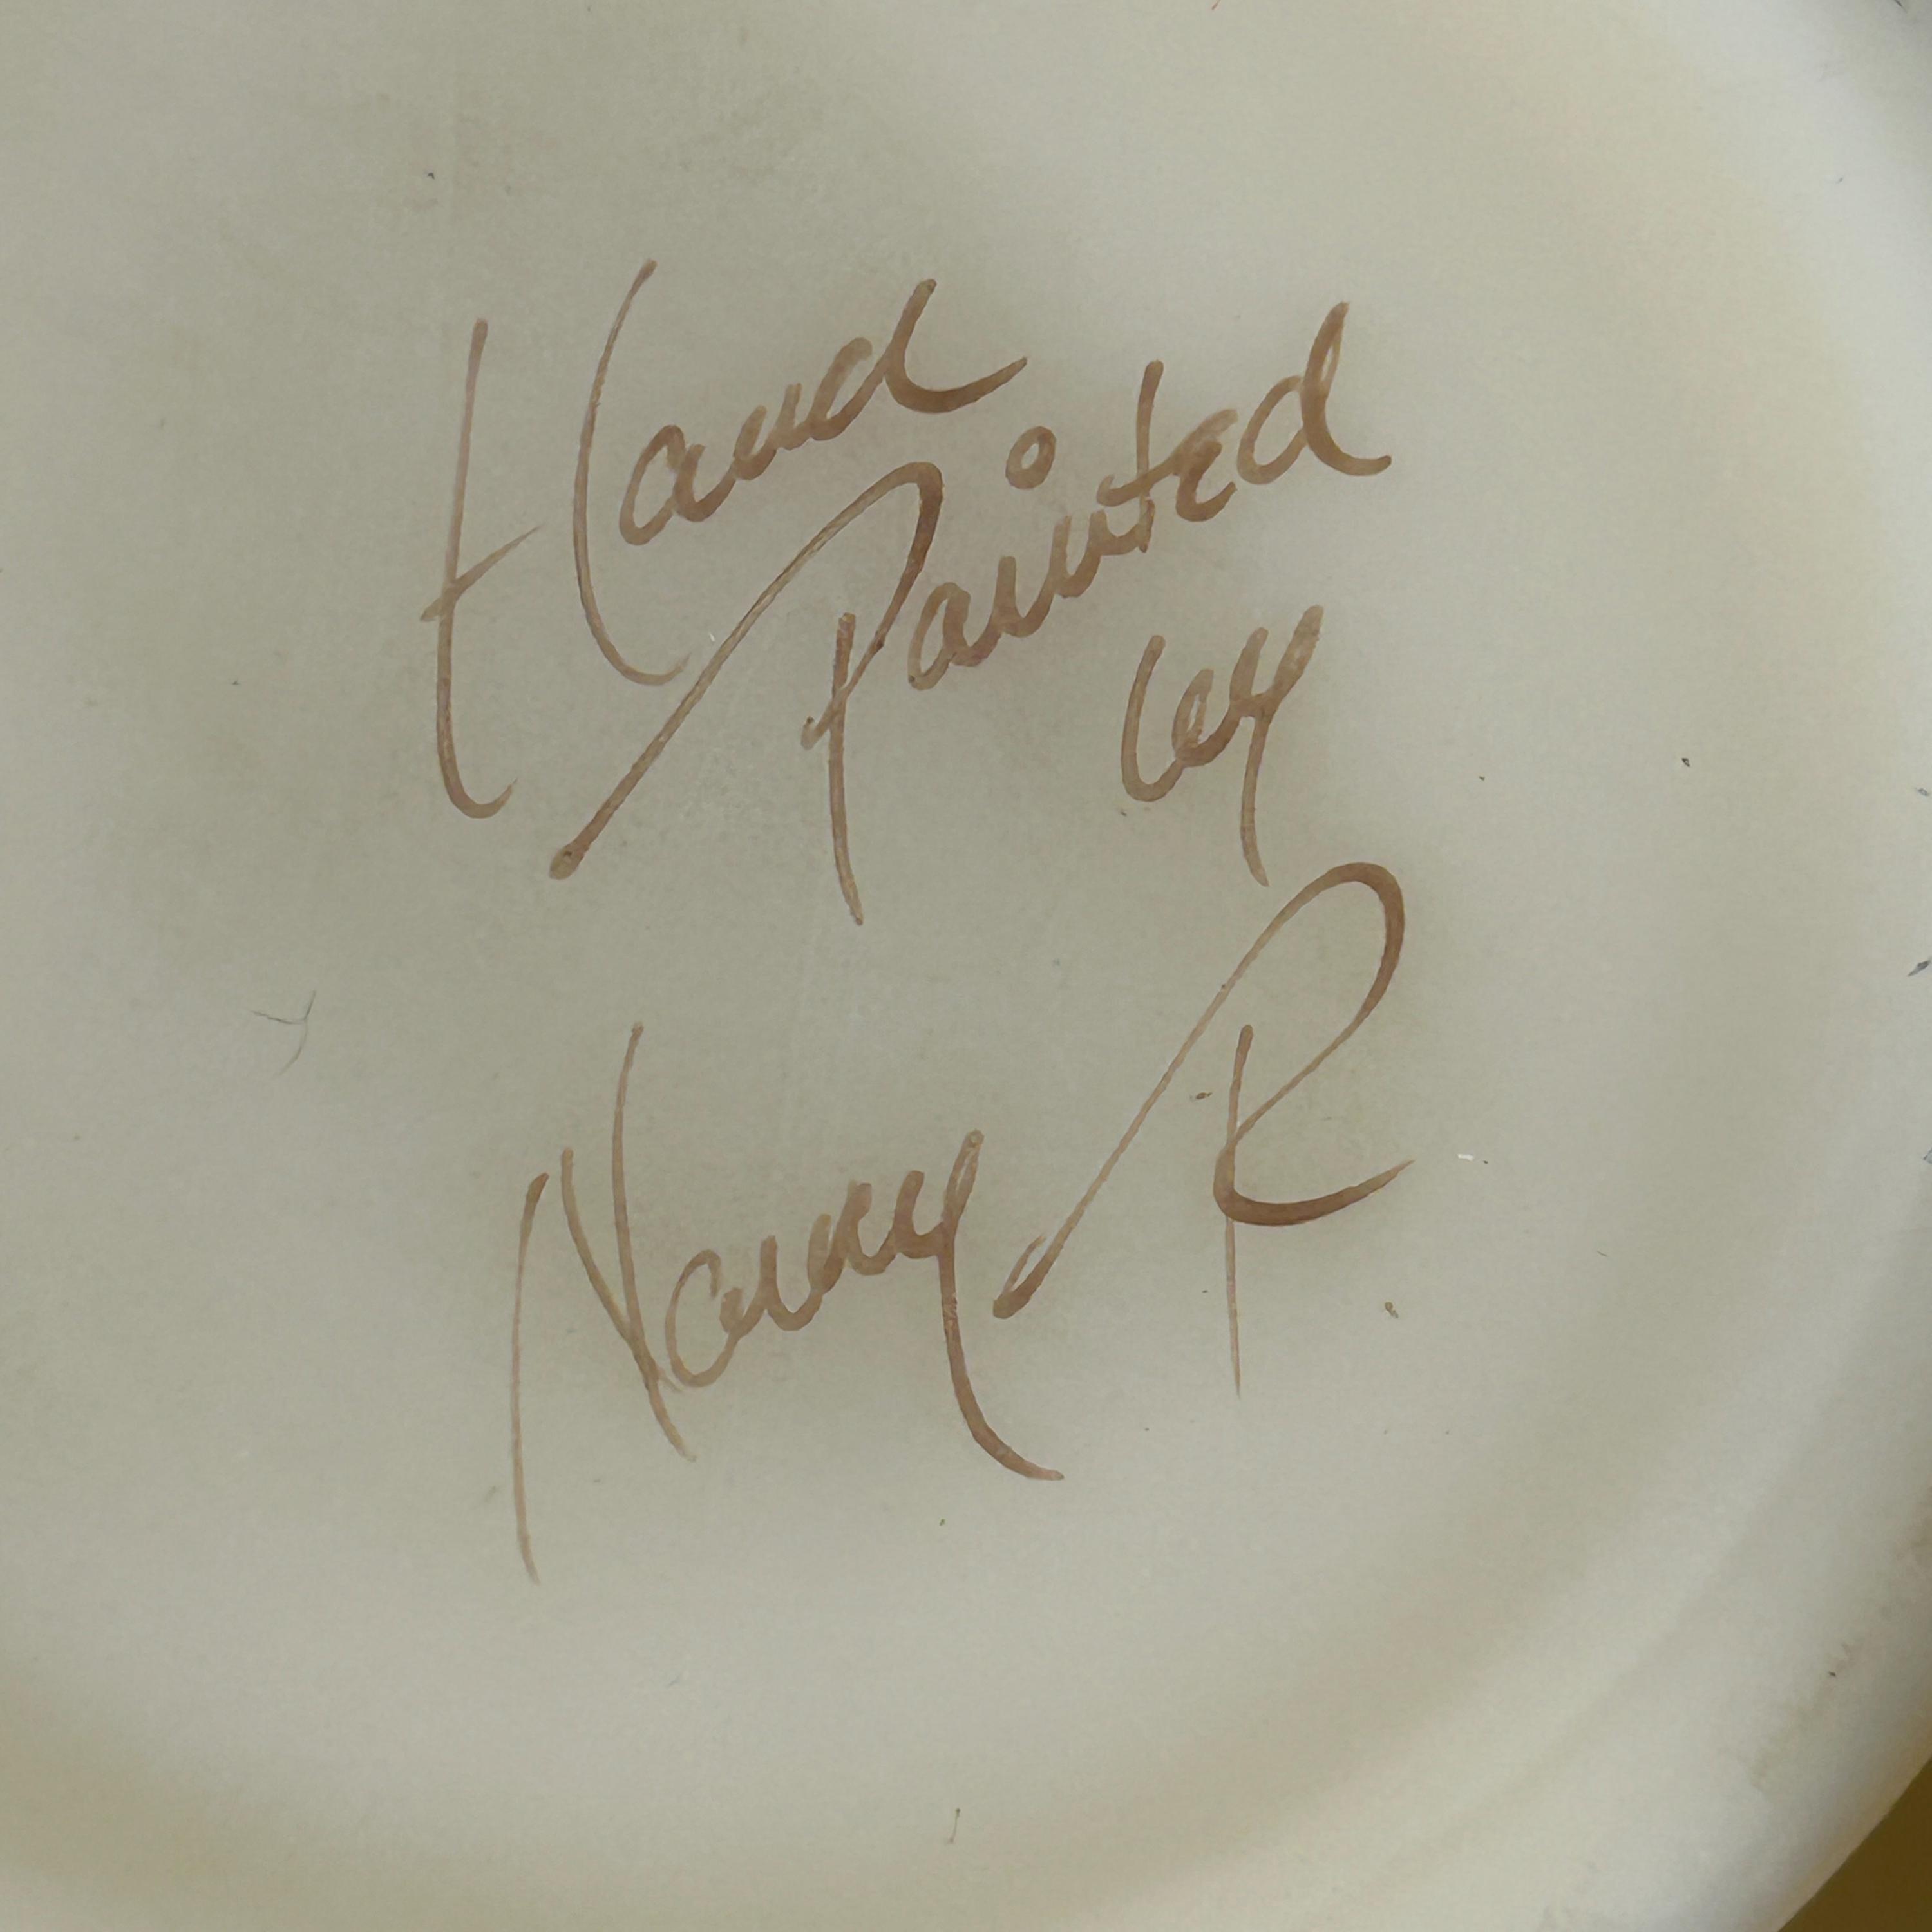 Hand
Painted
by
Nancy R